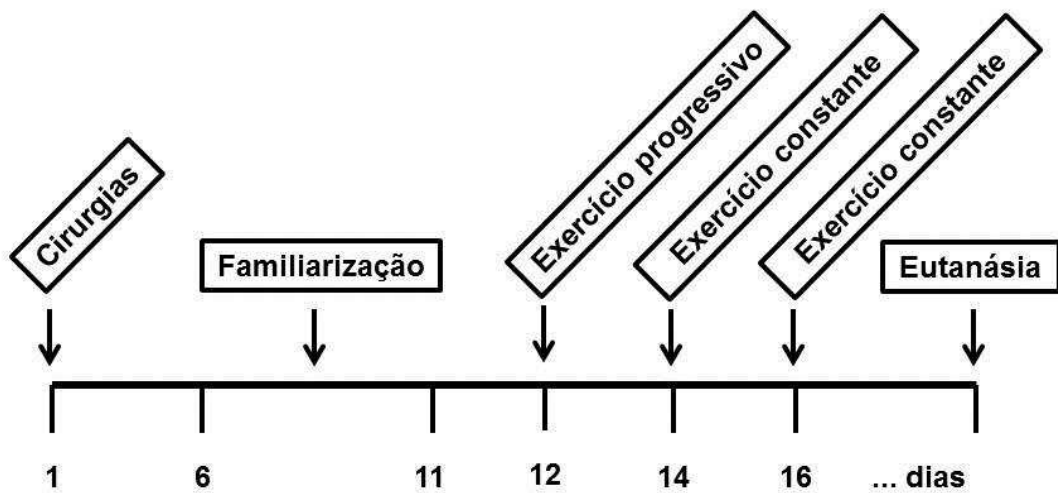 Cirurgias
Familiarização
Exercício progressivo
Exercício constante
Exercício constante
Eutanásia
1 6 11 12 14 16 ... dias